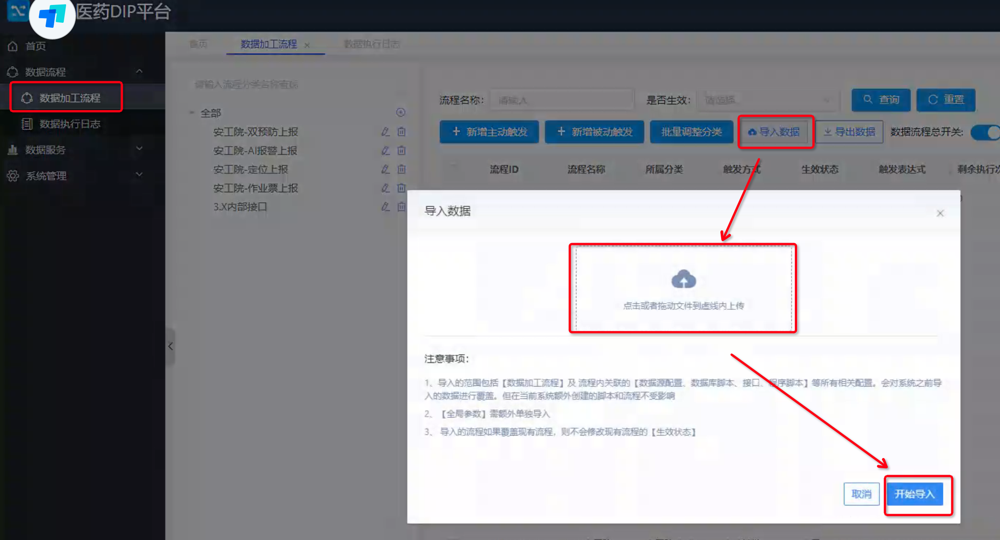 医药DIP平台
首页
数据流程
数据加工流程
数据执行日志
数据服务
系统管理
首页
数据加工流程
数据执行日志
请输入流程分类名称查找
全部
安工院-双预防上报
安工院-AI报警上报
安工院-定位上报
安工院-作业票上报
3.X内部接口
流程名称：
请输入
是否生效：
请选择
查询
重置
新增主动触发
新增被动触发
批量调整分类
导入数据
导出数据
数据流程总开关：
流程ID
流程名称
所属分类
触发方式
生效状态
触发表达式
剩余执行次
导入数据
点击或者拖动文件到虚线内上传
注意事项：
1、导入的范围包括【数据加工流程】及 流程内关联的【数据源配置、数据库脚本、接口、程序脚本】等所有相关配置。会对系统之前导
入的数据进行覆盖。但在当前系统额外创建的脚本和流程不受影响
2、【全局参数】需额外单独导入
3、 导入的流程如果覆盖现有流程，则不会修改现有流程的【生效状态】
取消
开始导入